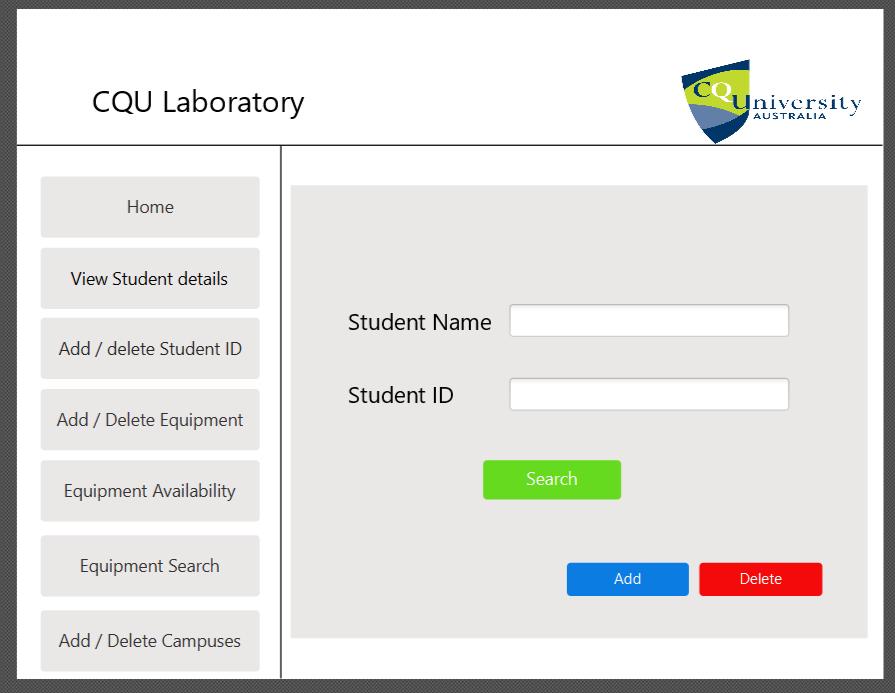 CQU Laboratory
CQUniversity
AUSTRALIA
Home
View Student details
Add / delete Student ID
Add / Delete Equipment
Equipment Availability
Equipment Search
Add / Delete Campuses
Student Name
Student ID
Search
Add
Delete